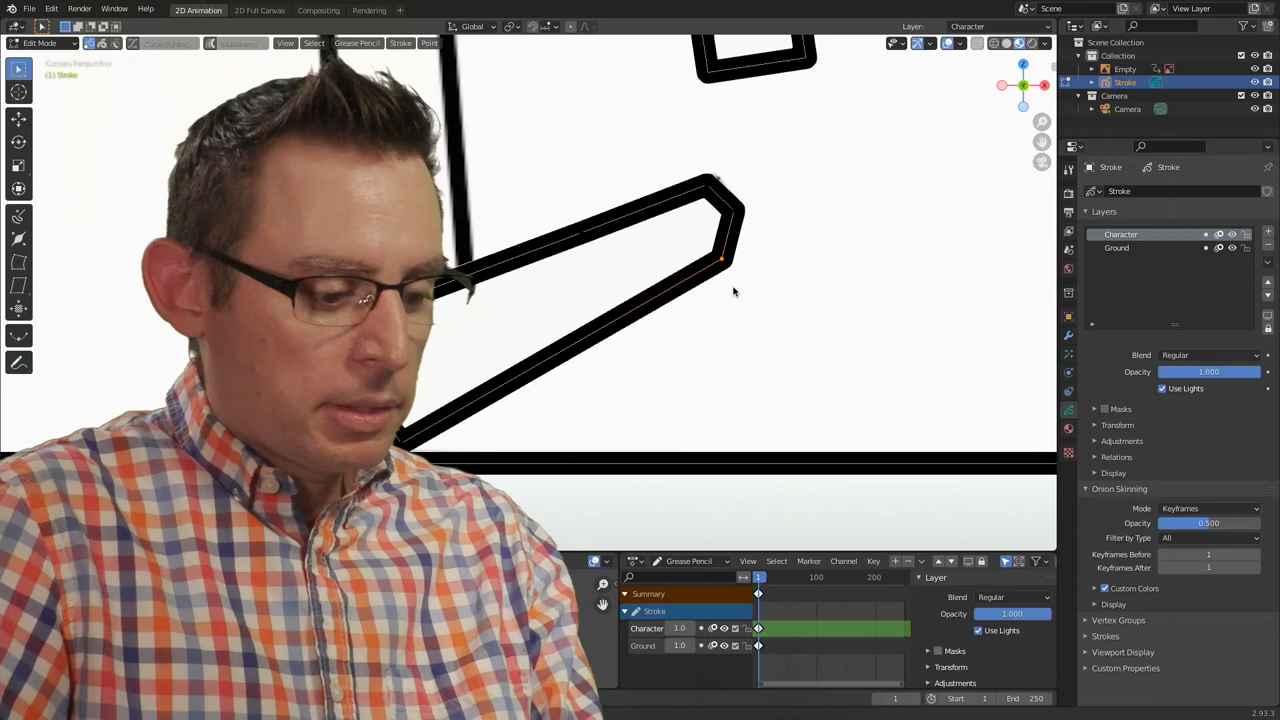 File Edit Render Window Help 2D Animation 2D Full Canvas Compositing Rendering + Scene View Layer
Global Layer: Character
Edit Mode View Select Grease Pencil Stroke Point
(1) Stroke
Scene Collection
Collection
Empty
Stroke
Camera
Camera
Z
Y
X
Stroke Stroke
Stroke
Layers
Character
Ground
Blend Regular
Opacity 1.000
Use Lights
Masks
Transform
Adjustments
Relations
Display
Onion Skinning
Mode Keyframes
Opacity 0.500
Filter by Type All
Keyframes Before 1
Keyframes After 1
Custom Colors
Display
Vertex Groups
Strokes
Viewport Display
Custom Properties
Grease Pencil View Select Marker Channel Key
1 100 200
Summary
Stroke
Character 1.0
Ground 1.0
Layer
Blend Regular
Opacity 1.000
Use Lights
Masks
Transform
Adjustments
1 Start 1 End 250
2.93.3